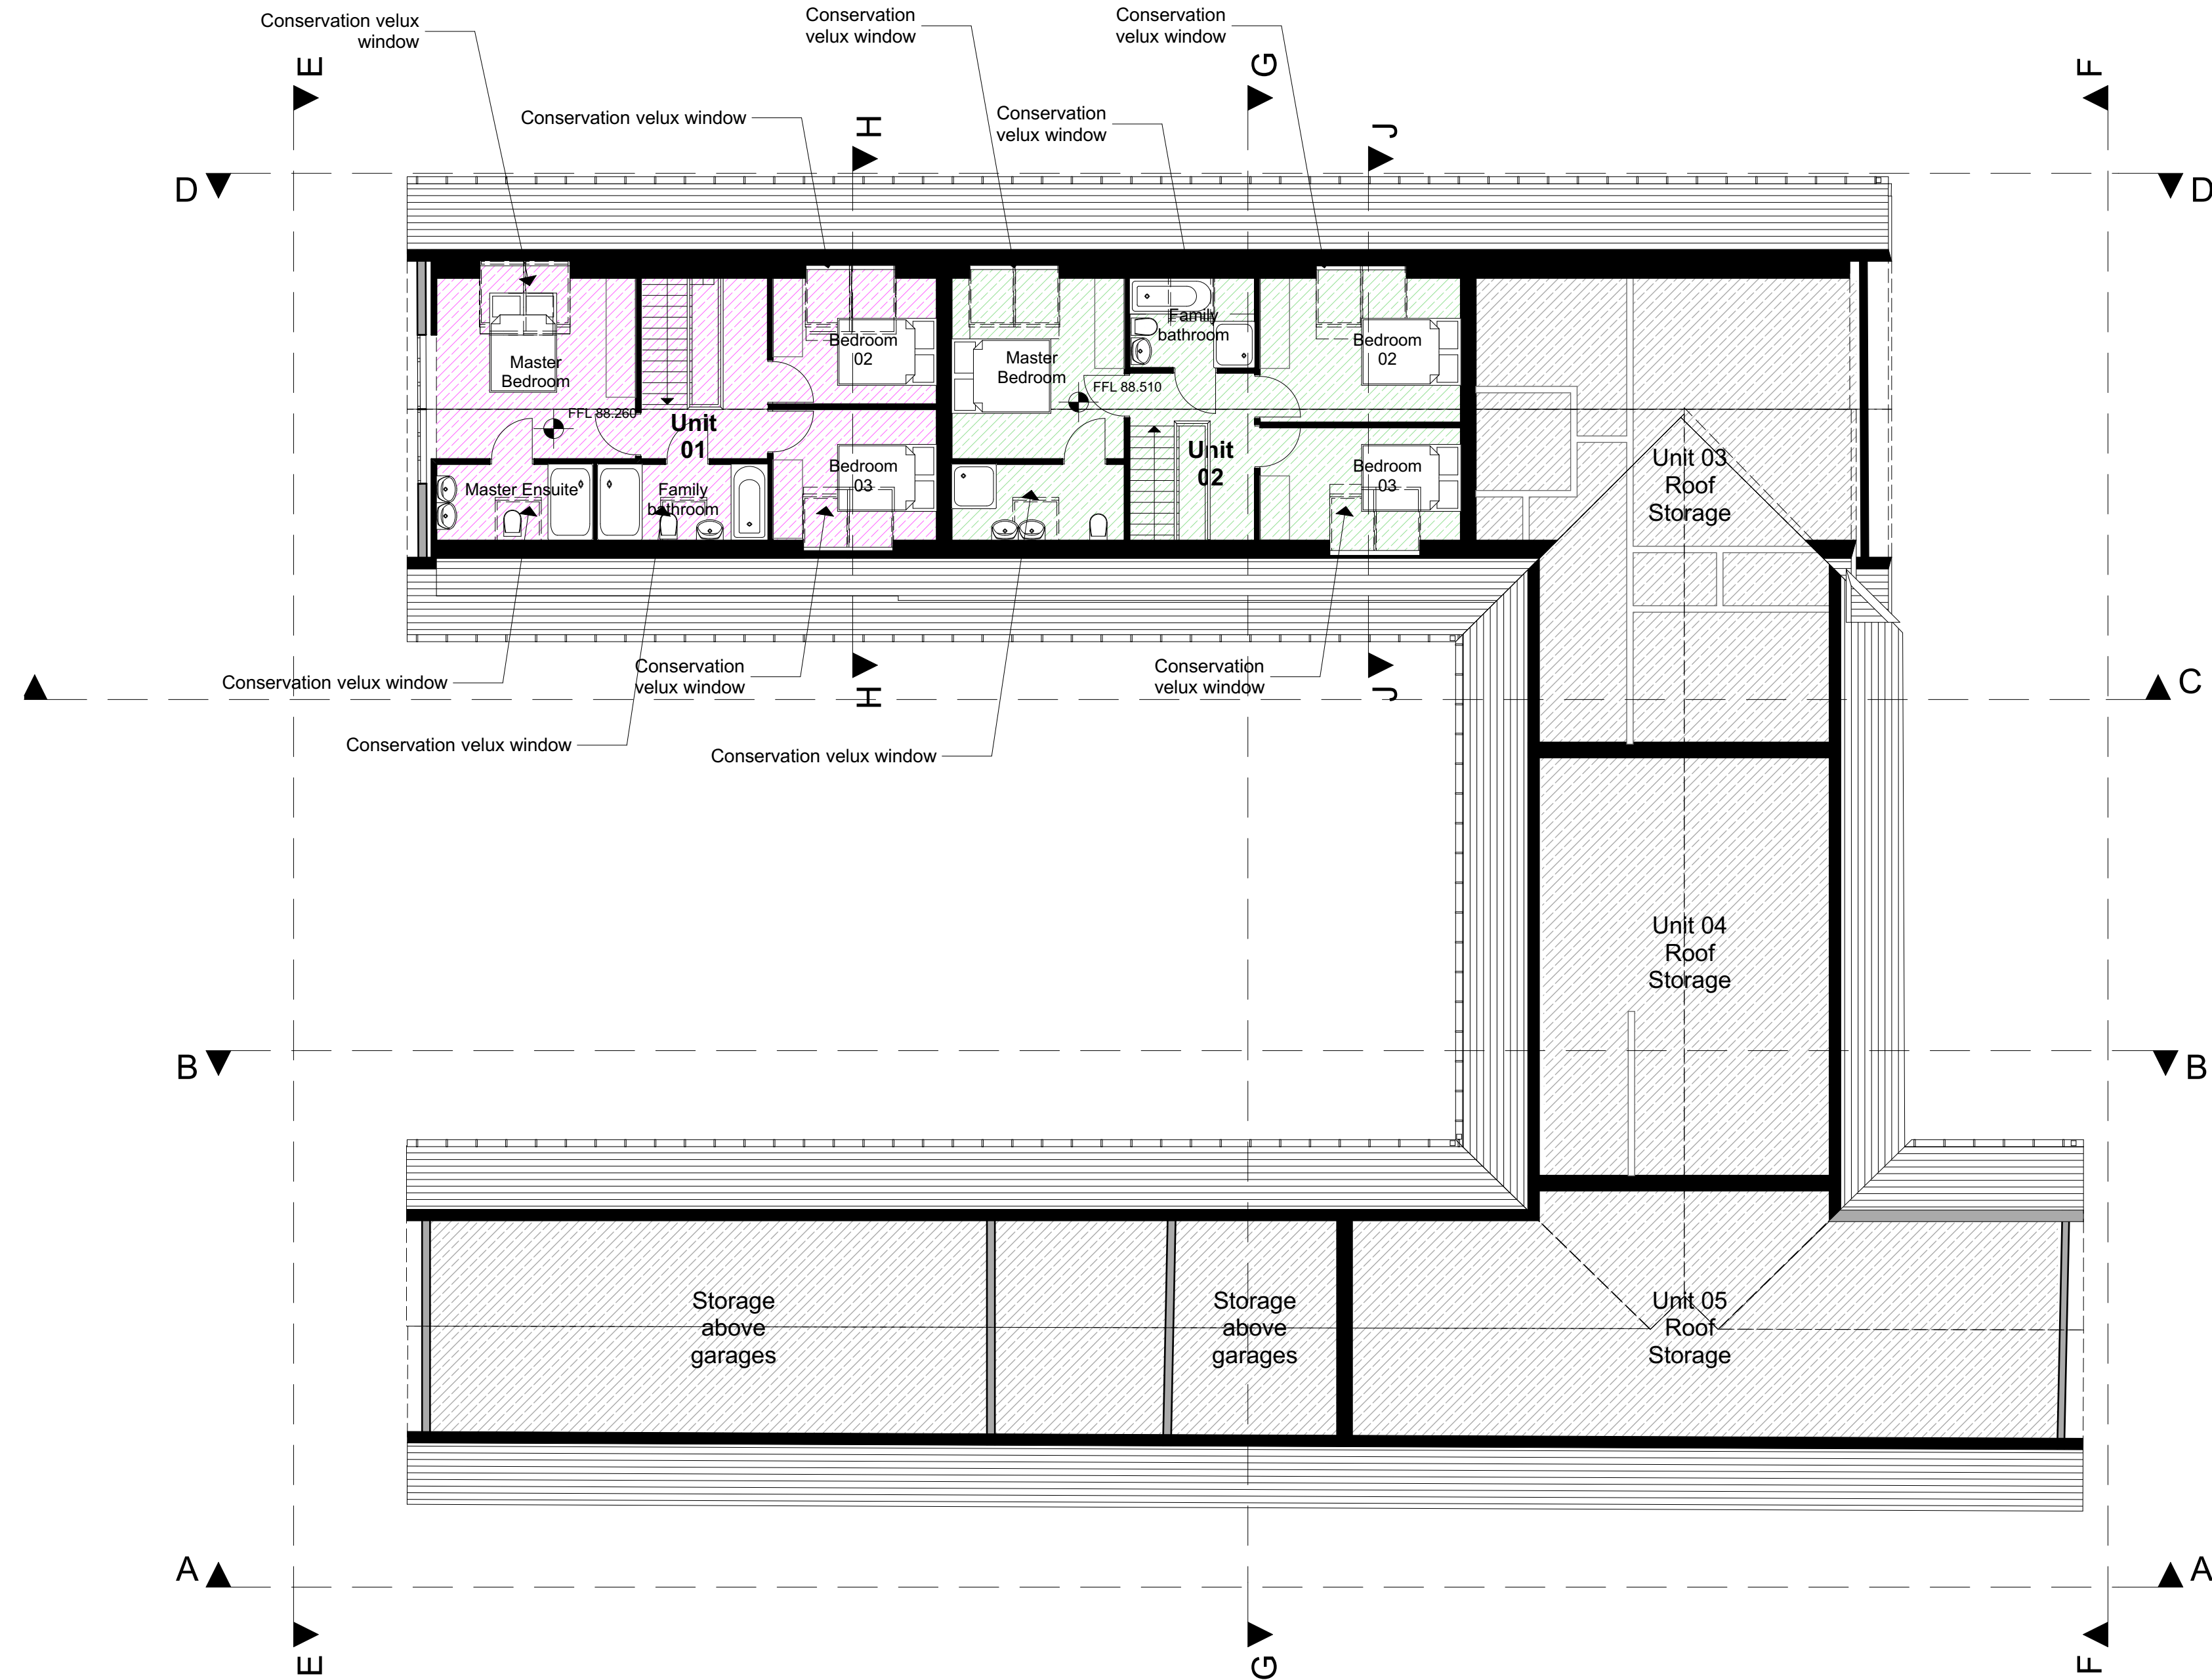 Conservation velux
window
Conservation
velux window
Conservation
velux window
E
G
F
Conservation velux window
Conservation
velux window
H
J
D
D
Master
Bedroom
Bedroom
02
Master
Bedroom
Family
bathroom
Bedroom
02
FFL 88.260
FFL 88.510
Unit
01
Unit
02
Master Ensuite
Family
bathroom
Bedroom
03
Bedroom
03
Unit 03
Roof
Storage
Conservation velux window
Conservation
velux window
H
Conservation
velux window
J
C
Conservation velux window
Conservation velux window
Unit 04
Roof
Storage
B
B
Storage
above
garages
Storage
above
garages
Unit 05
Roof
Storage
A
A
E
G
F